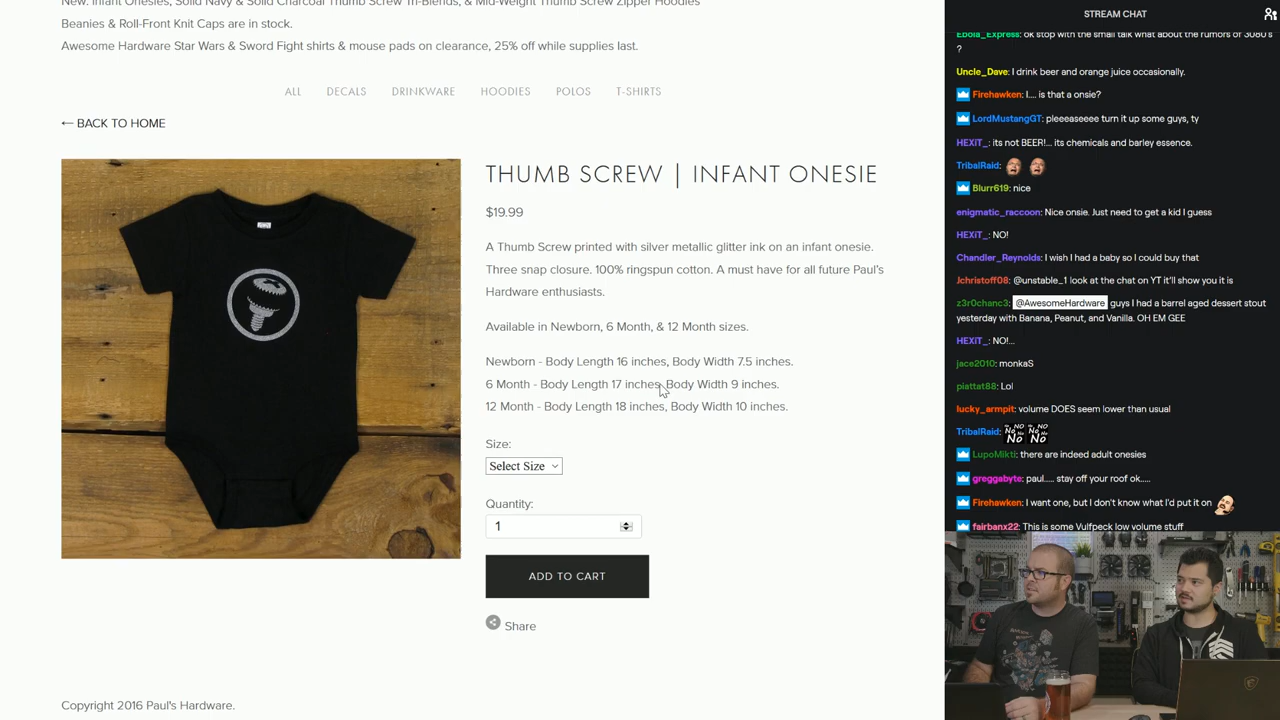 New: Infant Onesies, Solid Navy & Solid Charcoal Thumb Screw Tri-Blends, & Mid-Weight Thumb Screw Zipper Hoodies
Beanies & Roll-Front Knit Caps are in stock.
Awesome Hardware Star Wars & Sword Fight shirts & mouse pads on clearance, 25% off while supplies last.
ALL DECALS DRINKWARE HOODIES POLOS T-SHIRTS
← BACK TO HOME
THUMB SCREW | INFANT ONESIE
$19.99
A Thumb Screw printed with silver metallic glitter ink on an infant onesie.
Three snap closure. 100% ringspun cotton. A must have for all future Paul's
Hardware enthusiasts.
Available in Newborn, 6 Month, & 12 Month sizes.
Newborn - Body Length 16 inches, Body Width 7.5 inches.
6 Month - Body Length 17 inches, Body Width 9 inches.
12 Month - Body Length 18 inches, Body Width 10 inches.
Size:
Select Size
Quantity:
1
ADD TO CART
Share
Copyright 2016 Paul's Hardware.
STREAM CHAT
Ebola_Express: ok stop with the small talk what about the rumors of 3080's
?
Uncle_Dave: I drink beer and orange juice occasionally.
Firehawken: I.... is that a onsie?
LordMustangGT: pleeeaseeee turn it up some guys, ty
HEXiT_: its not BEER!... its chemicals and barley essence.
TribalRaid:
Blurr619: nice
enigmatic_raccoon: Nice onsie. Just need to get a kid I guess
HEXiT_: NO!
Chandler_Reynolds: I wish I had a baby so I could buy that
Jchristoff08: @unstable_1 look at the chat on YT it'll show you it is
z3r0chanc3: @AwesomeHardware guys I had a barrel aged dessert stout
yesterday with Banana, Peanut, and Vanilla. OH EM GEE
HEXiT_: NO!...
jace2010: monkaS
piattat88: Lol
lucky_armpit: volume DOES seem lower than usual
TribalRaid: No No
LupoMikti: there are indeed adult onesies
greggabyte: paul..... stay off your roof ok.....
Firehawken: I want one, but I don't know what I'd put it on
fairbanx22: This is some Vulfpeck low volume stuff